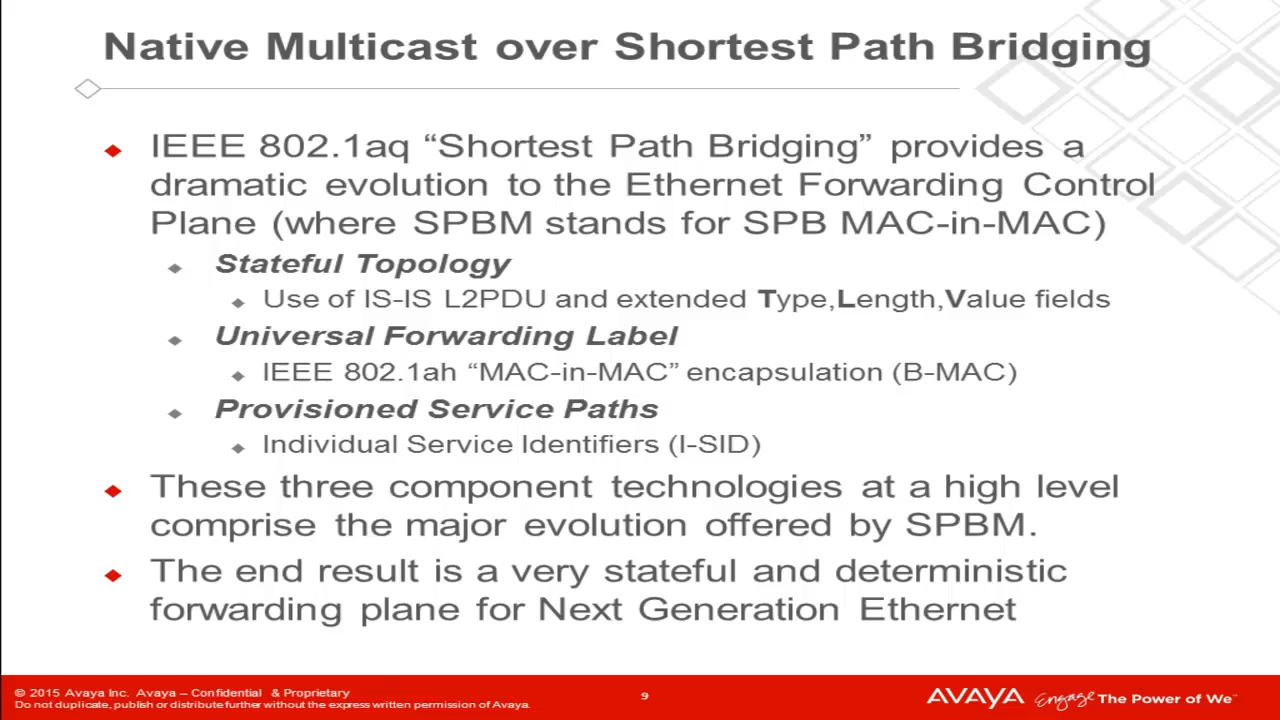 Native Multicast over Shortest Path Bridging
IEEE 802.1aq “Shortest Path Bridging” provides a
dramatic evolution to the Ethernet Forwarding Control
Plane (where SPBM stands for SPB MAC-in-MAC)
Stateful Topology
Use of IS-IS L2PDU and extended Type,Length,Value fields
Universal Forwarding Label
IEEE 802.1ah “MAC-in-MAC” encapsulation (B-MAC)
Provisioned Service Paths
Individual Service Identifiers (I-SID)
These three component technologies at a high level
comprise the major evolution offered by SPBM.
The end result is a very stateful and deterministic
forwarding plane for Next Generation Ethernet
© 2015 Avaya Inc. Avaya – Confidential & Proprietary
Do not duplicate, publish or distribute further without the express written permission of Avaya.
9
AVAYA Engage The Power of We™